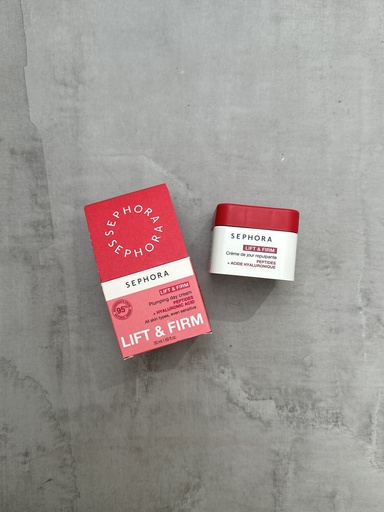 SEPHORA
SEPHORA
SEPHORA
LIFT & FIRM
Plumping day cream
PEPTIDES
+ HYALURONIC ACID
All skin types, even sensitive
95%
LIFT & FIRM
SEPHORA
LIFT & FIRM
Crème de jour repulpante
PEPTIDES
+ ACIDE HYALURONIQUE